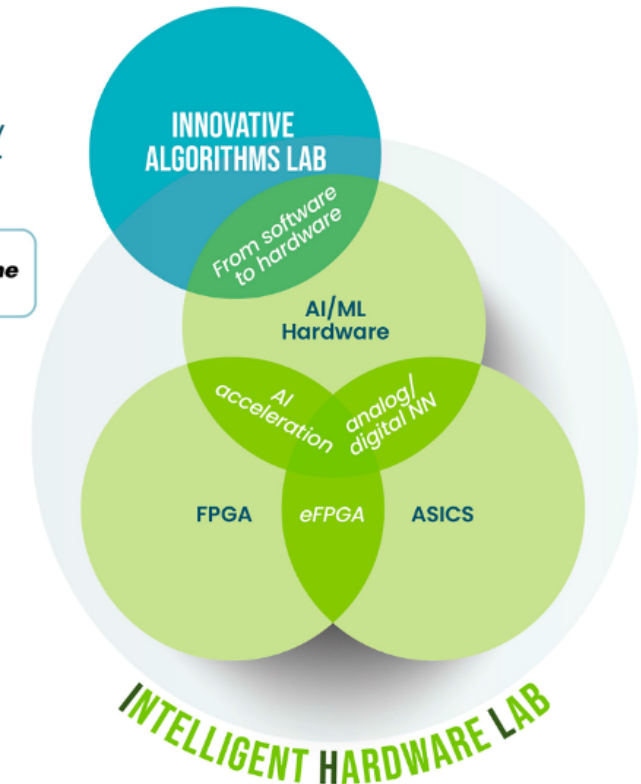 INNOVATIVE
ALGORITHMS LAB
From software
to hardware
AI/ML
Hardware
AI
acceleration
analog/
digital NN
FPGA
eFPGA
ASICS
INTELLIGENT HARDWARE LAB